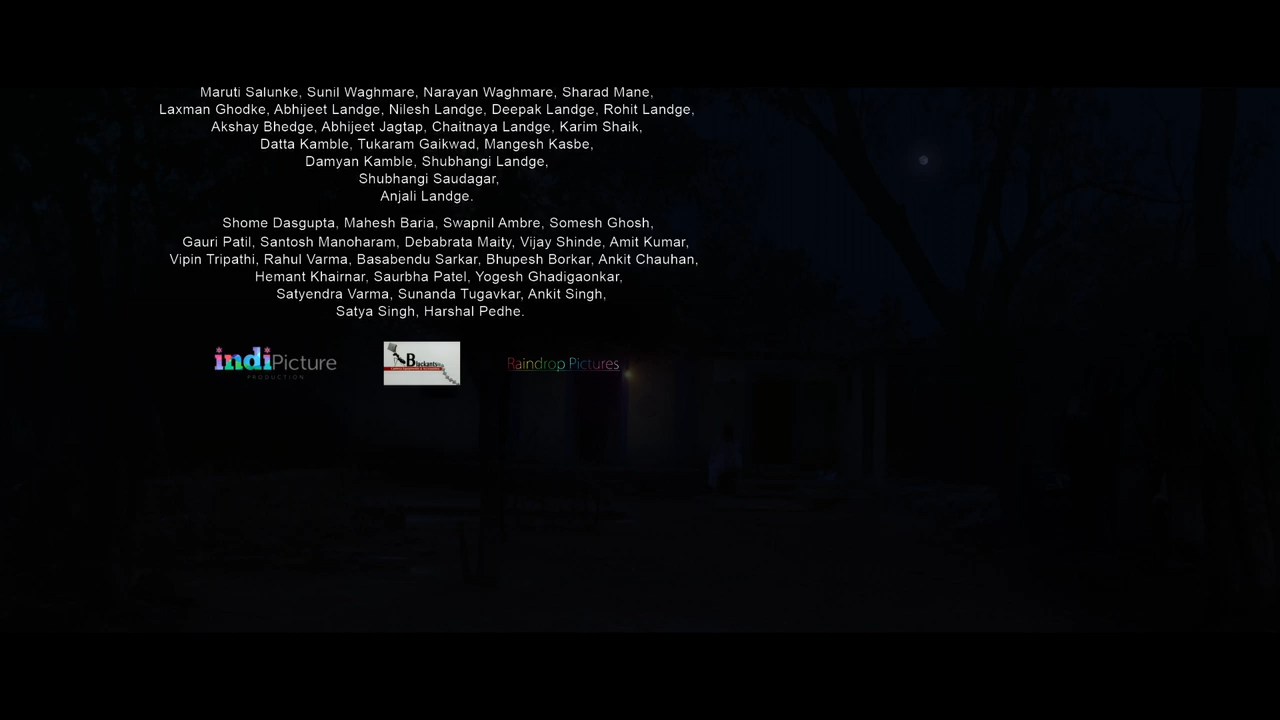 Maruti Salunke, Sunil Waghmare, Narayan Waghmare, Sharad Mane,
Laxman Ghodke, Abhijeet Landge, Nilesh Landge, Deepak Landge, Rohit Landge,
Akshay Bhedge, Abhijeet Jagtap, Chaitnaya Landge, Karim Shaik,
Datta Kamble, Tukaram Gaikwad, Mangesh Kasbe,
Damyan Kamble, Shubhangi Landge,
Shubhangi Saudagar,
Anjali Landge.
Shome Dasgupta, Mahesh Baria, Swapnil Ambre, Somesh Ghosh,
Gauri Patil, Santosh Manoharam, Debabrata Maity, Vijay Shinde, Amit Kumar,
Vipin Tripathi, Rahul Varma, Basabendu Sarkar, Bhupesh Borkar, Ankit Chauhan,
Hemant Khairnar, Saurbha Patel, Yogesh Ghadigaonkar,
Satyendra Varma, Sunanda Tugavkar, Ankit Singh,
Satya Singh, Harshal Pedhe.
indiPicture
PRODUCTION
Blackants
Raindrop Pictures